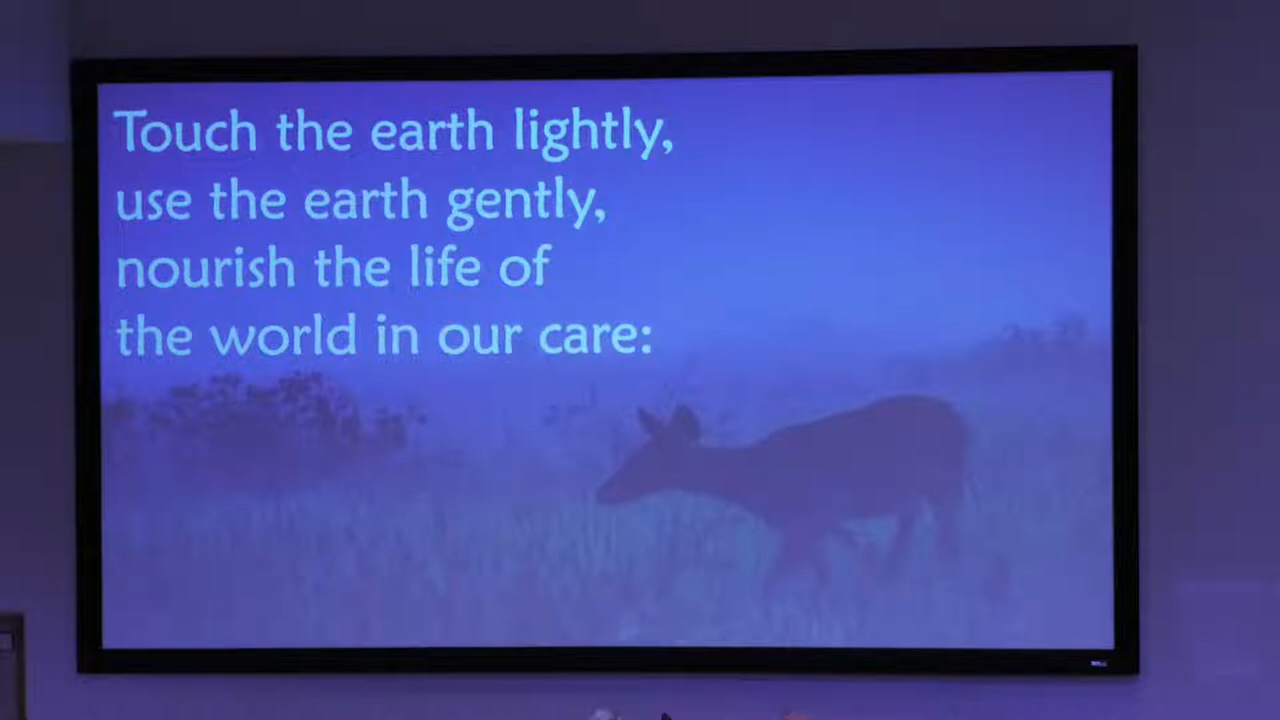 Touch the earth lightly,
use the earth gently,
nourish the life of
the world in our care: